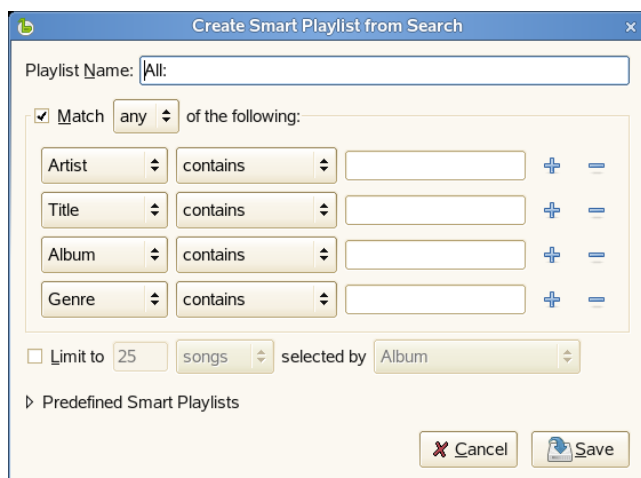 Create Smart Playlist from Search
Playlist Name: All:
Match any of the following:
Artist contains
Title contains
Album contains
Genre contains
Limit to 25 songs selected by Album
Predefined Smart Playlists
Cancel Save